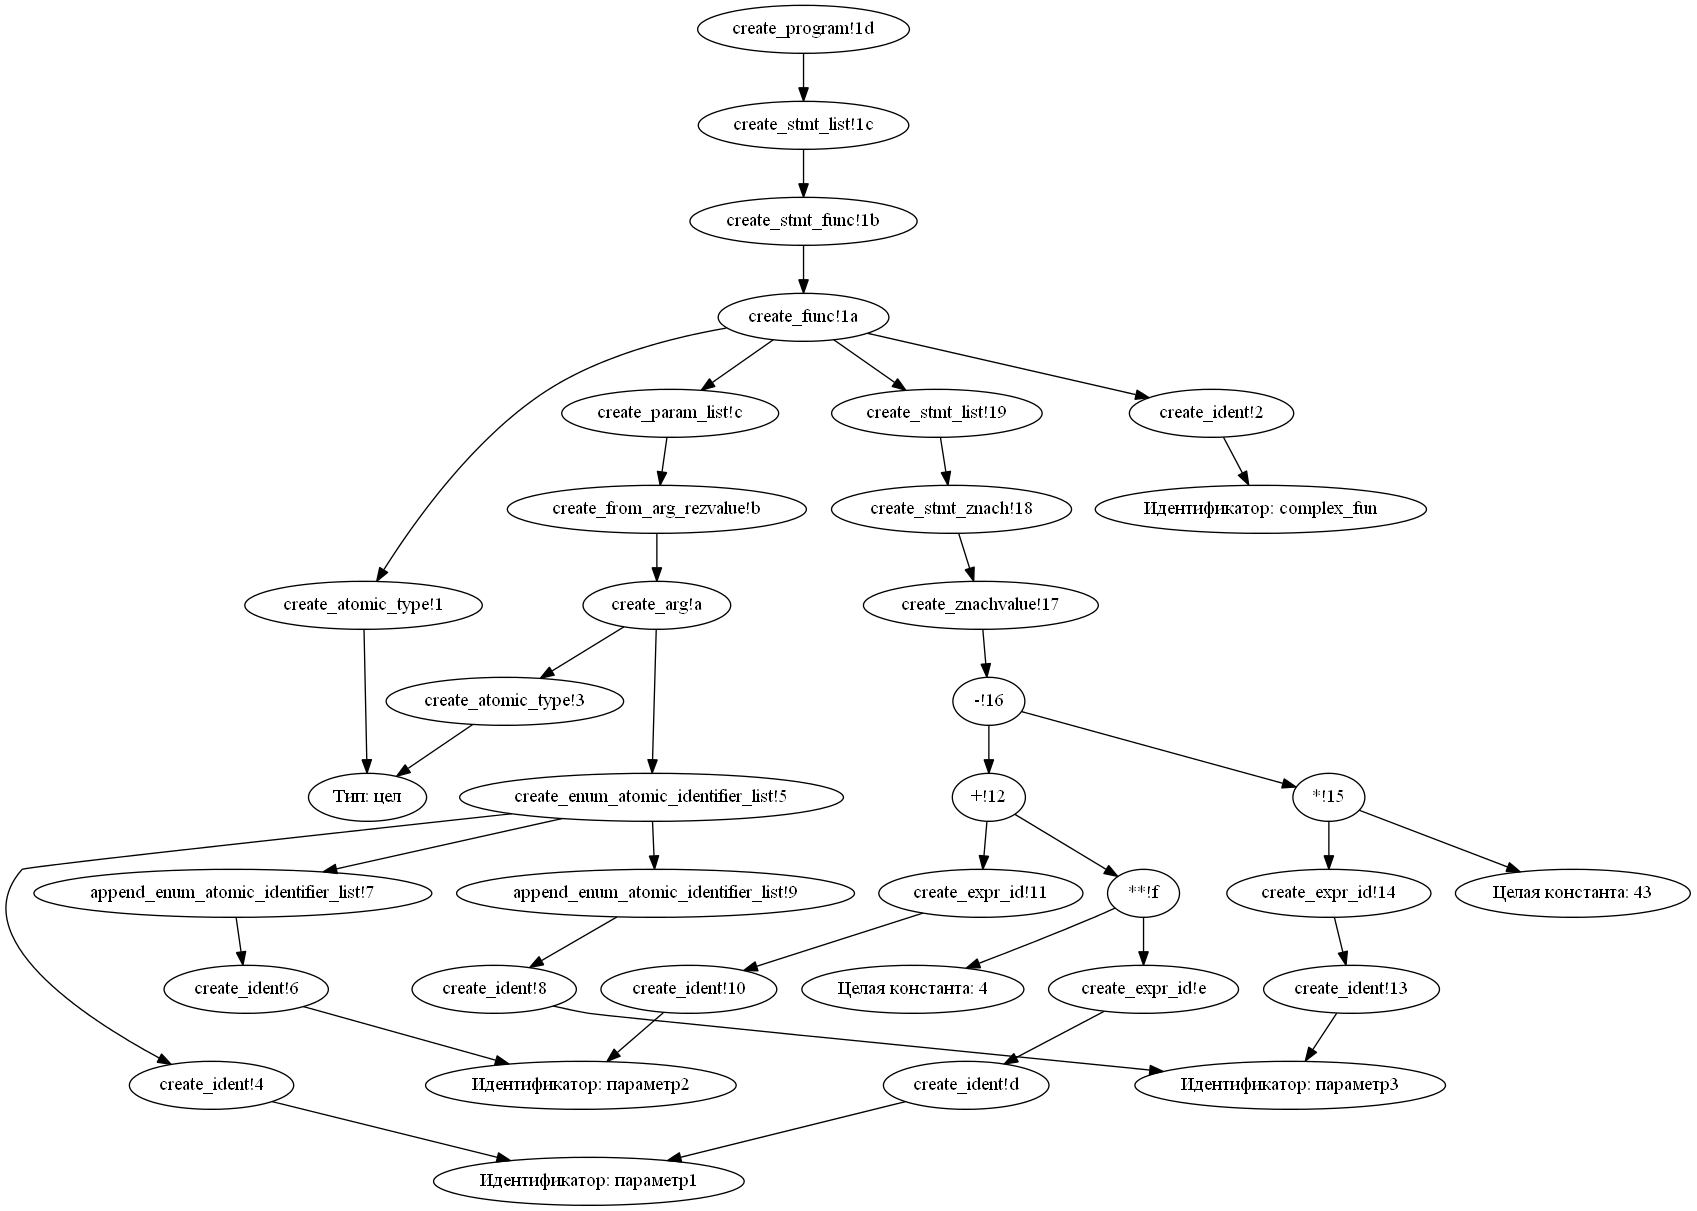 create_program!1d
create_stmt_list!1c
create_stmt_func!1b
create_func!1a
create_param_list!c
create_stmt_list!19
create_ident!2
create_from_arg_rezvalue!b
create_stmt_znach!18
Идентификатор: complex_fun
create_atomic_type!1
create_arg!a
create_znachvalue!17
create_atomic_type!3
-!16
Тип: цел
create_enum_atomic_identifier_list!5
+!12
*!15
append_enum_atomic_identifier_list!7
append_enum_atomic_identifier_list!9
create_expr_id!11
**!f
create_expr_id!14
Целая константа: 43
create_ident!6
create_ident!8
create_ident!10
Целая константа: 4
create_expr_id!e
create_ident!13
create_ident!4
Идентификатор: параметр2
create_ident!d
Идентификатор: параметр3
Идентификатор: параметр1